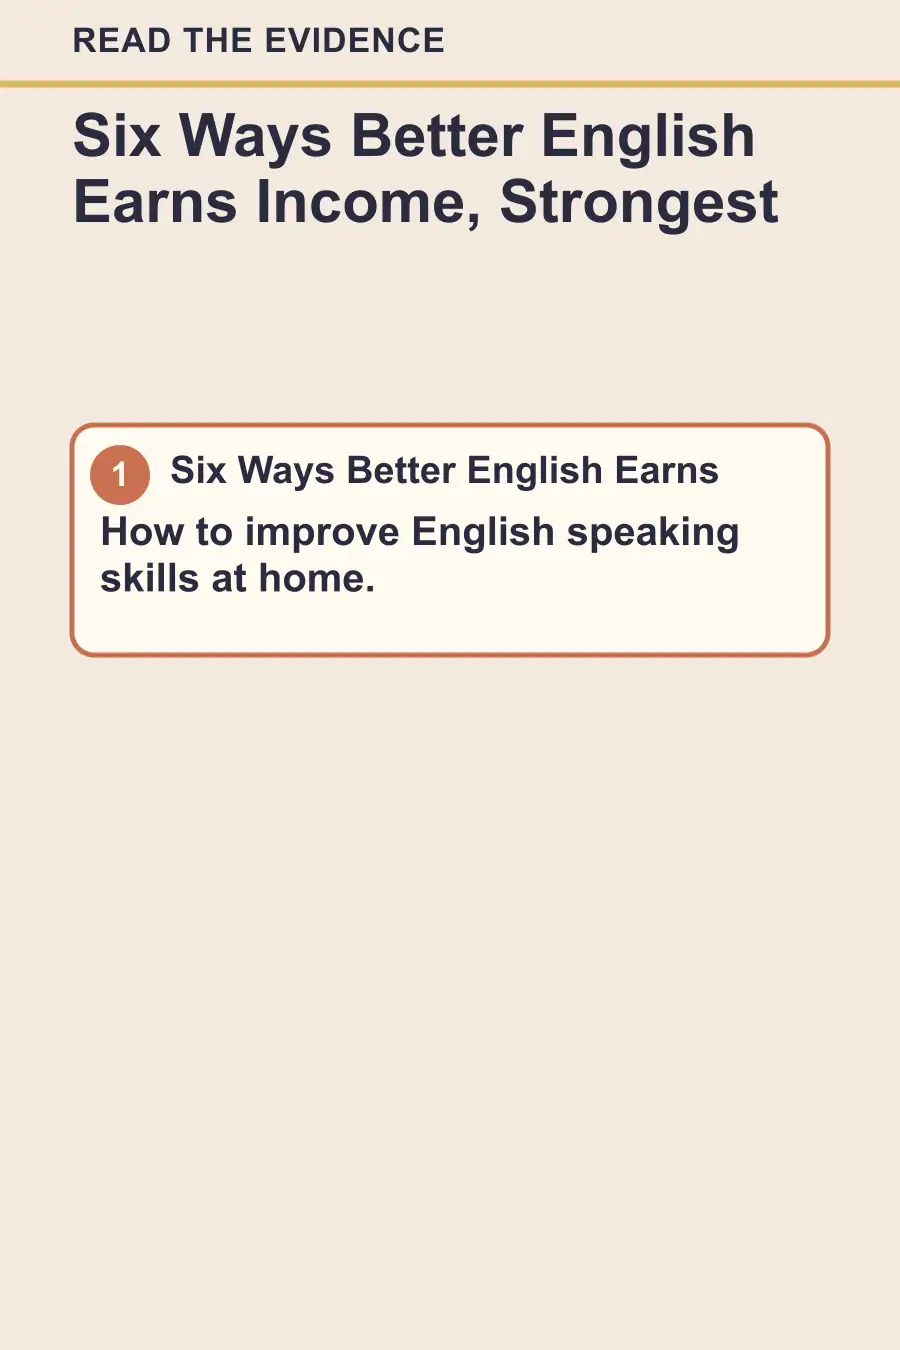 READ THE EVIDENCE
Six Ways Better English
Earns Income, Strongest
1 Six Ways Better English Earns
How to improve English speaking
skills at home.